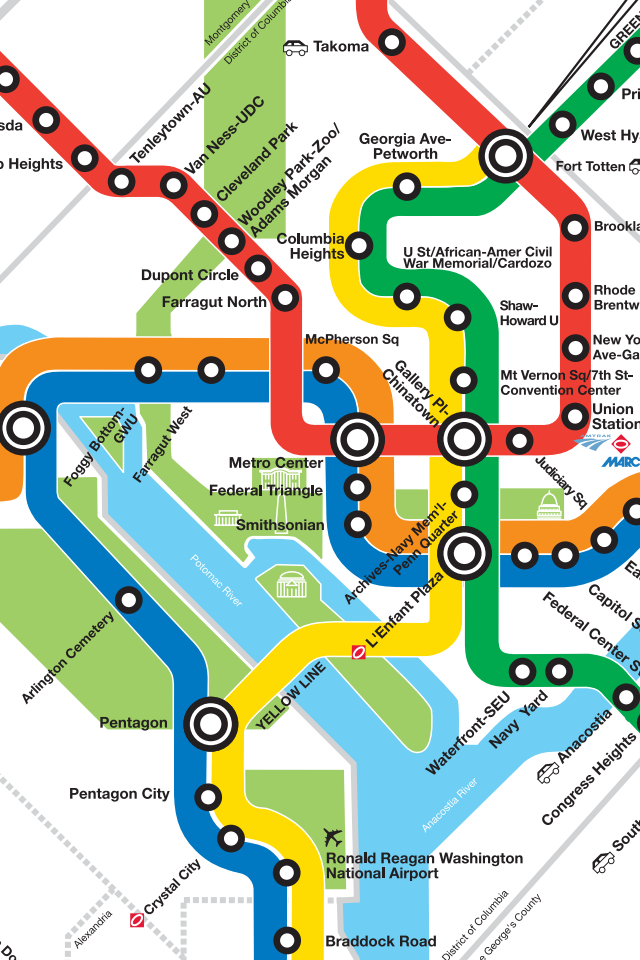 Montgomery
District of Columbia
Takoma
GREEN
Pri
West Hy
Fort Totten
sda
o Heights
Tenleytown-AU
Van Ness-UDC
Cleveland Park
Woodley Park-Zoo/
Adams Morgan
Georgia Ave-
Petworth
Columbia
Heights
Brookla
U St/African-Amer Civil
War Memorial/Cardozo
Dupont Circle
Farragut North
Shaw-
Howard U
Rhode
Brentw
McPherson Sq
New Yo
Ave-Ga
Gallery Pl-
Chinatown
Mt Vernon Sq/7th St-
Convention Center
Union
Station
AMTRAK
MARC
Foggy Bottom-
GWU
Farragut West
Metro Center
Federal Triangle
Smithsonian
Judiciary Sq
Archives-Navy Mem'l-
Penn Quarter
Potomac River
L'Enfant Plaza
Ea
Capitol S
Federal Center S
Arlington Cemetery
YELLOW LINE
Pentagon
Waterfront-SEU
Navy Yard
Anacostia
Congress Heights
Pentagon City
Anacostia River
South
Crystal City
Ronald Reagan Washington
National Airport
Alexandria
Braddock Road
District of Columbia
e George's County
Do